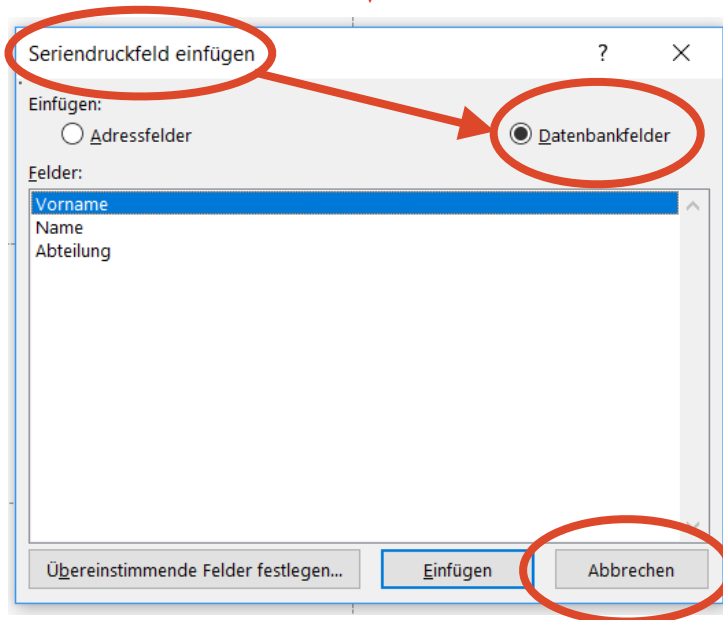 Seriendruckfeld einfügen ?
Einfügen:
Adressfelder Datenbankfelder
Felder:
Vorname
Name
Abteilung
Übereinstimmende Felder festlegen... Einfügen Abbrechen